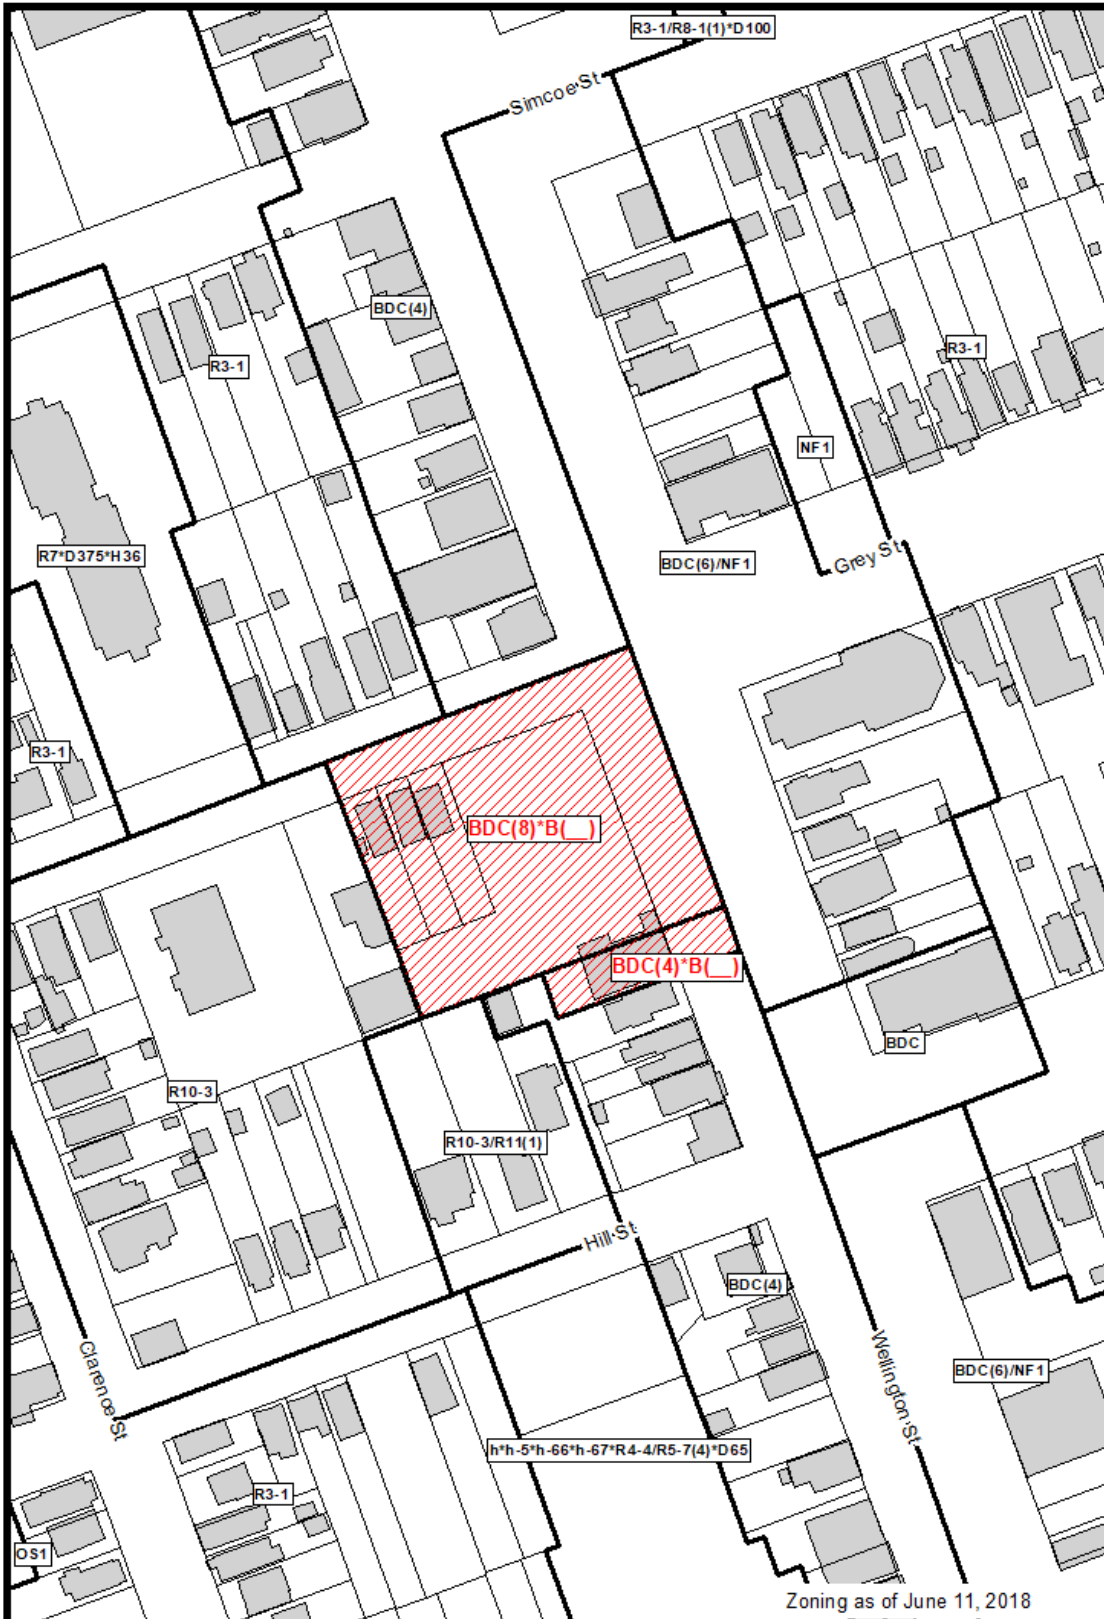 R3-1/R8-1(1)*D100
Simcoe St
BDC(4)
R3-1
R3-1
NF1
R7*D375*H36
BDC(6)/NF1
Grey St
R3-1
BDC(8)*B(__)
BDC(4)*B(__)
BDC
R10-3
R10-3/R11(1)
Hill St
BDC(4)
Clarence St
Wellington St
BDC(6)/NF1
h*h-5*h-66*h-67*R4-4/R5-7(4)*D65
R3-1
OS1
Zoning as of June 11, 2018